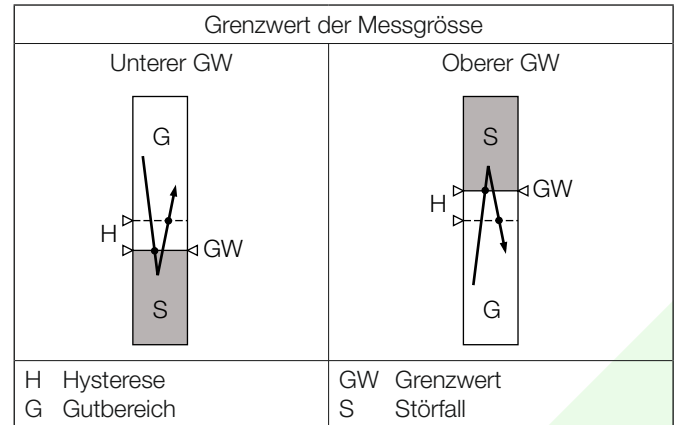 Grenzwert der Messgrösse
Unterer GW
G
H
GW
S
Oberer GW
S
H
GW
G
H Hysterese
G Gutbereich
GW Grenzwert
S Störfall